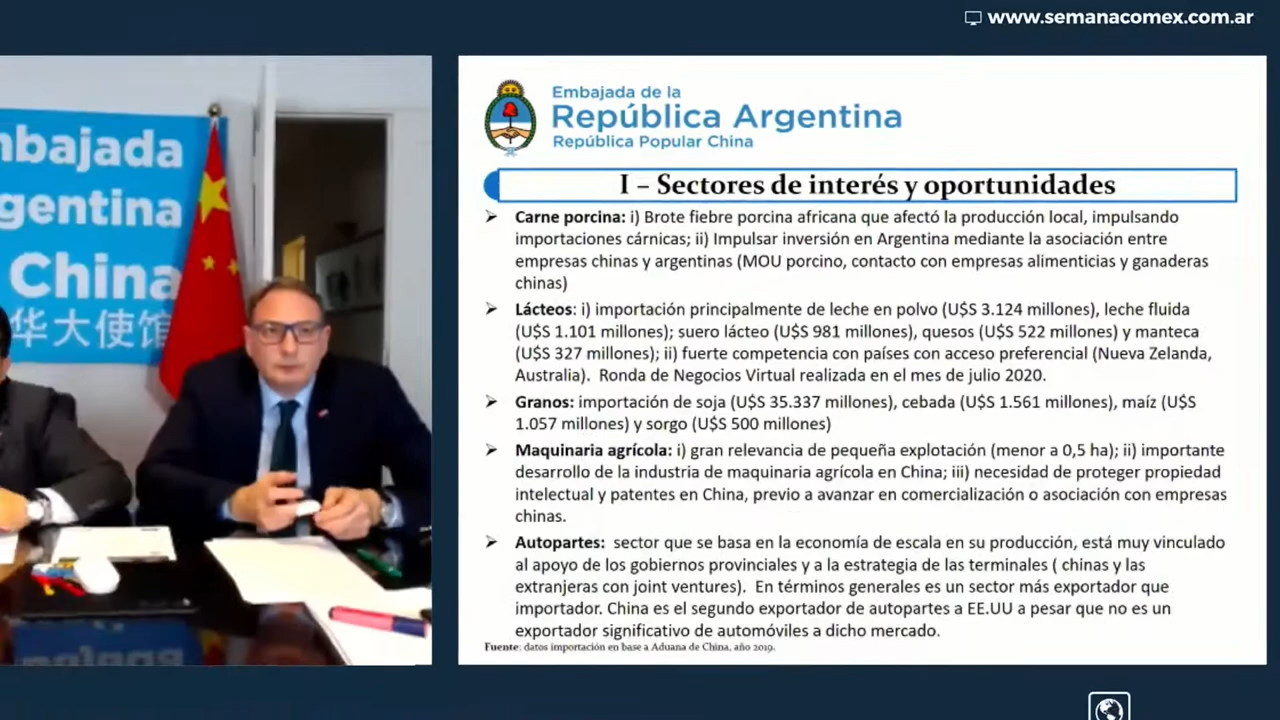 www.semanacomex.com.ar
mbajada
gentina
China
华大使馆
Embajada de la
República Argentina
República Popular China
I – Sectores de interés y oportunidades
➢ Carne porcina: i) Brote fiebre porcina africana que afectó la producción local, impulsando
importaciones cárnicas; ii) Impulsar inversión en Argentina mediante la asociación entre
empresas chinas y argentinas (MOU porcino, contacto con empresas alimenticias y ganaderas
chinas)
➢ Lácteos: i) importación principalmente de leche en polvo (U$S 3.124 millones), leche fluida
(U$S 1.101 millones); suero lácteo (U$S 981 millones), quesos (U$S 522 millones) y manteca
(U$S 327 millones); ii) fuerte competencia con países con acceso preferencial (Nueva Zelanda,
Australia). Ronda de Negocios Virtual realizada en el mes de julio 2020.
➢ Granos: importación de soja (U$S 35.337 millones), cebada (U$S 1.561 millones), maíz (U$S
1.057 millones) y sorgo (U$S 500 millones)
➢ Maquinaria agrícola: i) gran relevancia de pequeña explotación (menor a 0,5 ha); ii) importante
desarrollo de la industria de maquinaria agrícola en China; iii) necesidad de proteger propiedad
intelectual y patentes en China, previo a avanzar en comercialización o asociación con empresas
chinas.
➢ Autopartes: sector que se basa en la economía de escala en su producción, está muy vinculado
al apoyo de los gobiernos provinciales y a la estrategia de las terminales ( chinas y las
extranjeras con joint ventures). En términos generales es un sector más exportador que
importador. China es el segundo exportador de autopartes a EE.UU a pesar que no es un
exportador significativo de automóviles a dicho mercado.
Fuente: datos importación en base a Aduana de China, año 2019.